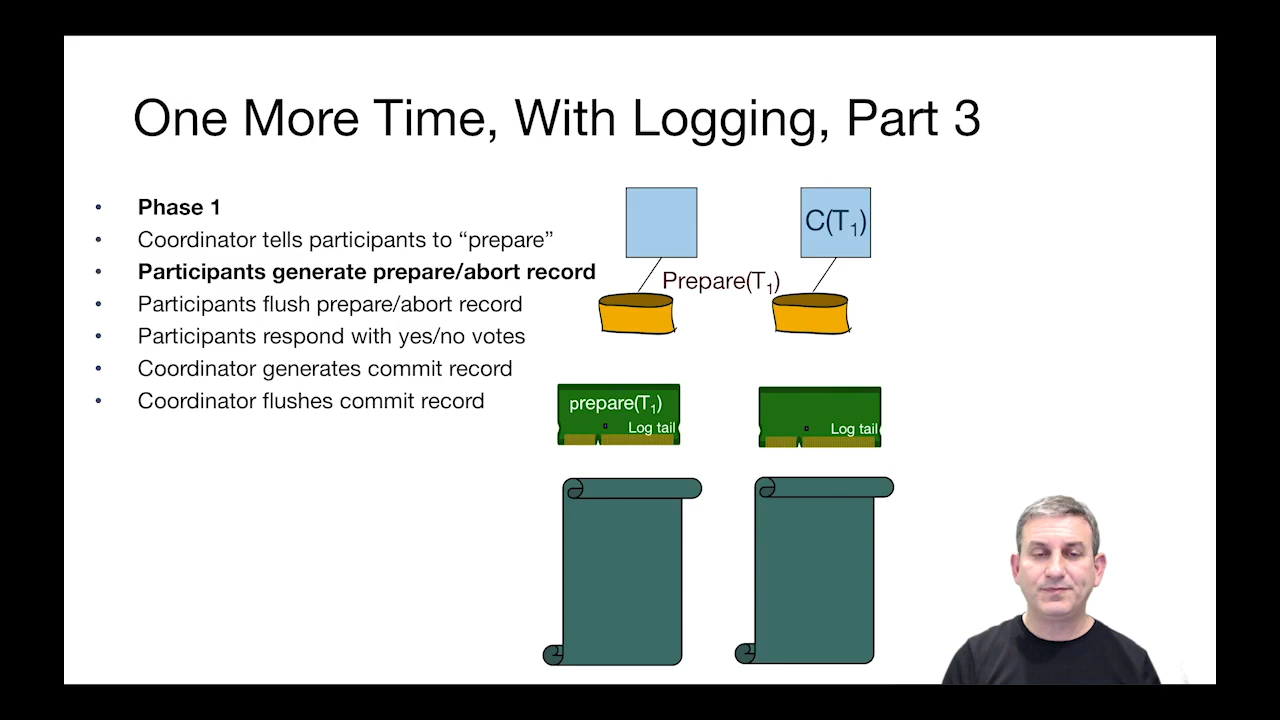 One More Time, With Logging, Part 3
• Phase 1
• Coordinator tells participants to “prepare”
• Participants generate prepare/abort record
• Participants flush prepare/abort record
• Participants respond with yes/no votes
• Coordinator generates commit record
• Coordinator flushes commit record
C(T1)
Prepare(T1)
prepare(T1)
Log tail
Log tail